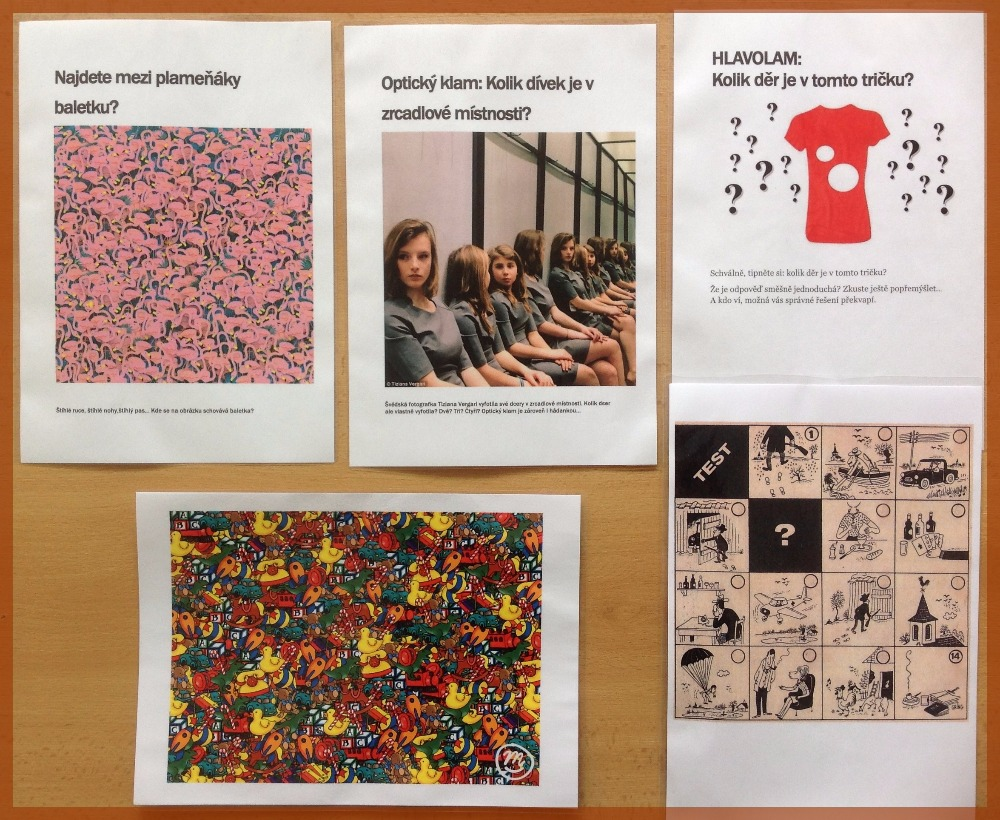 Najdete mezi plameňáky
baletku?
Štíhlé ruce, štíhlé nohy,štíhlý pas... Kde se na obrázku schovává baletka?
Optický klam: Kolik dívek je v
zrcadlové místnosti?
© Tiziana Vergari
Švédská fotografka Tiziana Vergari vyfotila své dcery v zrcadlové místnosti. Kolik dcer
ale vlastně vyfotila? Dvě? Tři? Čtyři? Optický klam je zároveň i hádankou...
HLAVOLAM:
Kolik děr je v tomto tričku?
? ? ? ? ? ? ? ? ? ? ? ? ? ? ?
Schválně, tipněte si: kolik děr je v tomto tričku?
Že je odpověď směšně jednoduchá? Zkuste ještě popřemýšlet...
A kdo ví, možná vás správné řešení překvapí.
TEST
1
?
14
M